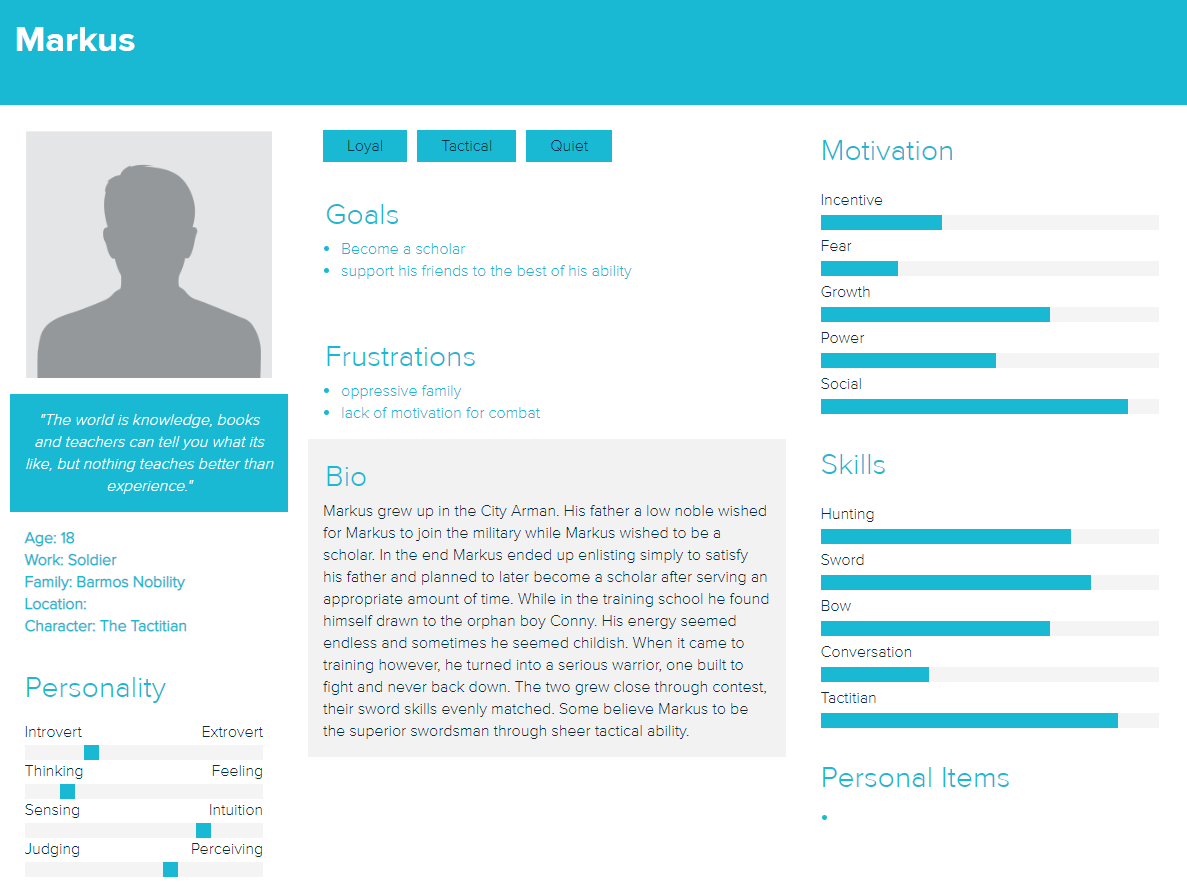 Markus
"The world is knowledge, books
and teachers can tell you what its
like, but nothing teaches better than
experience."
Age: 18
Work: Soldier
Family: Barmos Nobility
Location:
Character: The Tactitian
Personality
Introvert Extrovert
Thinking Feeling
Sensing Intuition
Judging Perceiving
Loyal Tactical Quiet
Goals
Become a scholar
support his friends to the best of his ability
Frustrations
oppressive family
lack of motivation for combat
Bio
Markus grew up in the City Arman. His father a low noble wished
for Markus to join the military while Markus wished to be a
scholar. In the end Markus ended up enlisting simply to satisfy
his father and planned to later become a scholar after serving an
appropriate amount of time. While in the training school he found
himself drawn to the orphan boy Conny. His energy seemed
endless and sometimes he seemed childish. When it came to
training however, he turned into a serious warrior, one built to
fight and never back down. The two grew close through contest,
their sword skills evenly matched. Some believe Markus to be
the superior swordsman through sheer tactical ability.
Motivation
Incentive
Fear
Growth
Power
Social
Skills
Hunting
Sword
Bow
Conversation
Tactitian
Personal Items